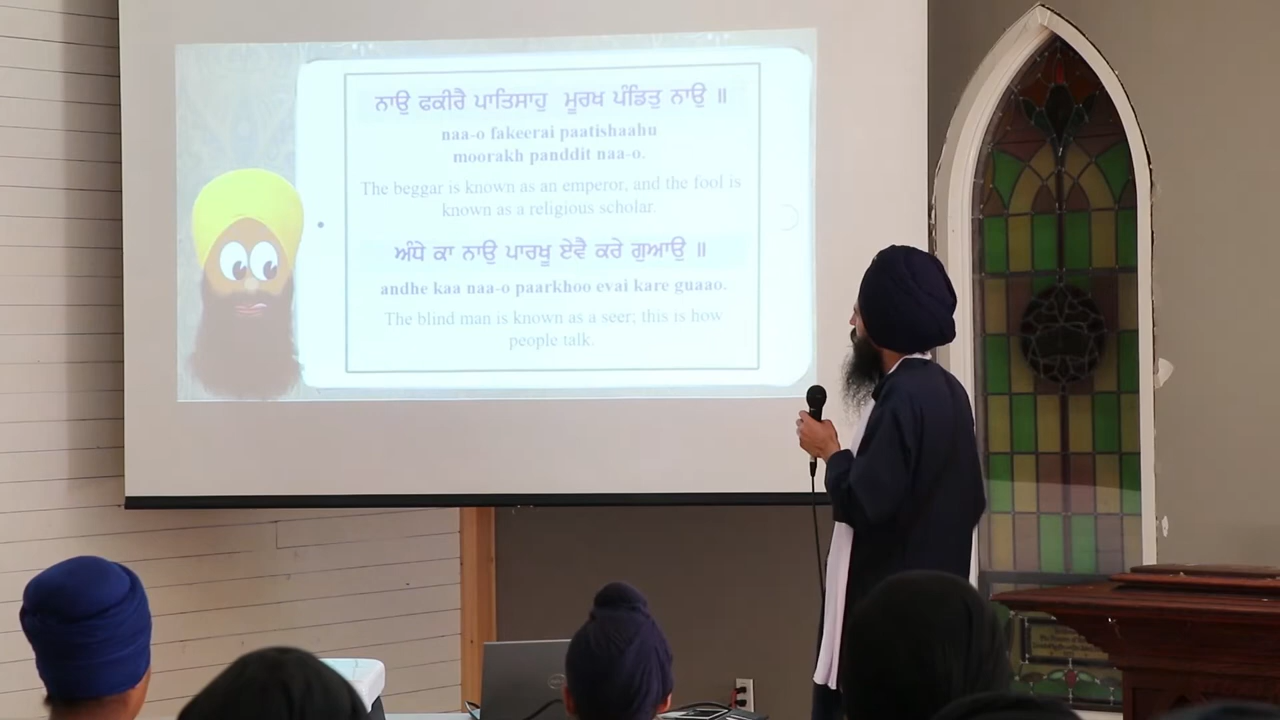 ਨਾਉ ਫਕੀਰੈ ਪਾਤਿਸਾਹੁ ਮੂਰਖ ਪੰਡਿਤੁ ਨਾਉ ॥
naa-o fakeerai paatishaahu
moorakh panddit naa-o.
The beggar is known as an emperor, and the fool is
known as a religious scholar.
ਅੰਧੇ ਕਾ ਨਾਉ ਪਾਰਖੂ ਏਵੈ ਕਰੇ ਗੁਆਉ ॥
andhe kaa naa-o paarkhoo evai kare guaao.
The blind man is known as a seer; this is how
people talk.